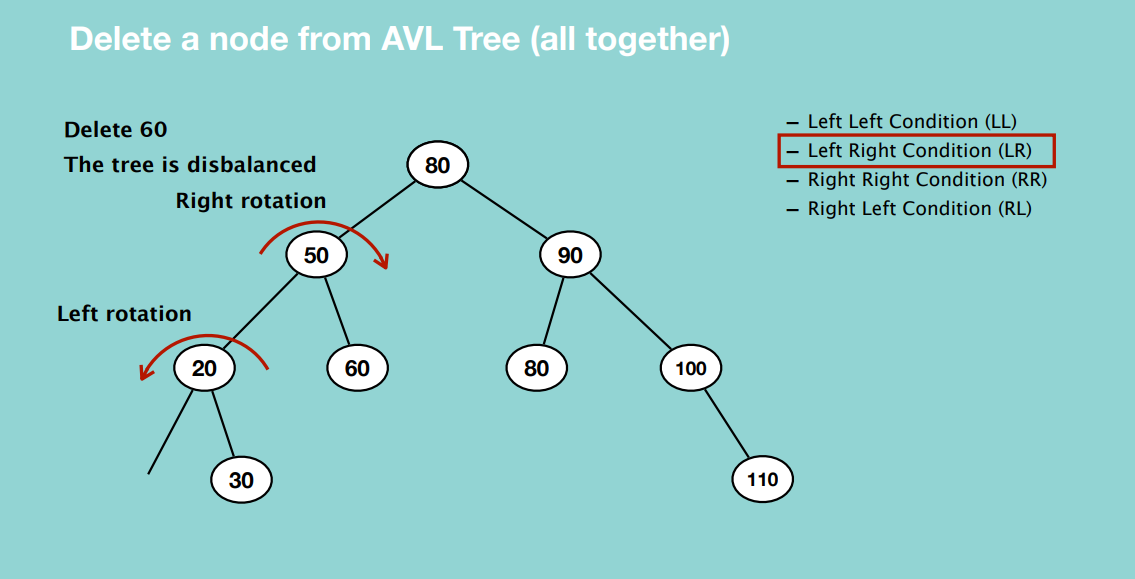 Delete a node from AVL Tree (all together)
Delete 60
The tree is disbalanced
Right rotation
Left rotation
– Left Left Condition (LL)
– Left Right Condition (LR)
– Right Right Condition (RR)
– Right Left Condition (RL)
80
50
90
20
60
80
100
30
110